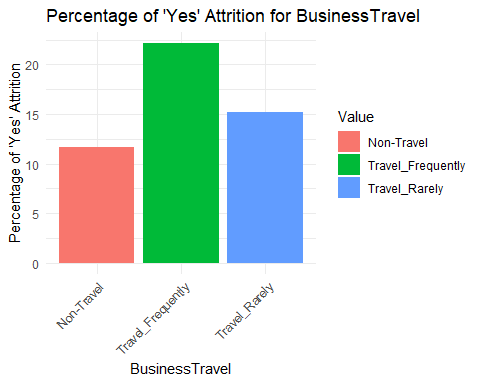 Percentage of 'Yes' Attrition for BusinessTravel
Percentage of 'Yes' Attrition
20
15
10
5
0
Non-Travel
Travel_Frequently
Travel_Rarely
BusinessTravel
Value
Non-Travel
Travel_Frequently
Travel_Rarely